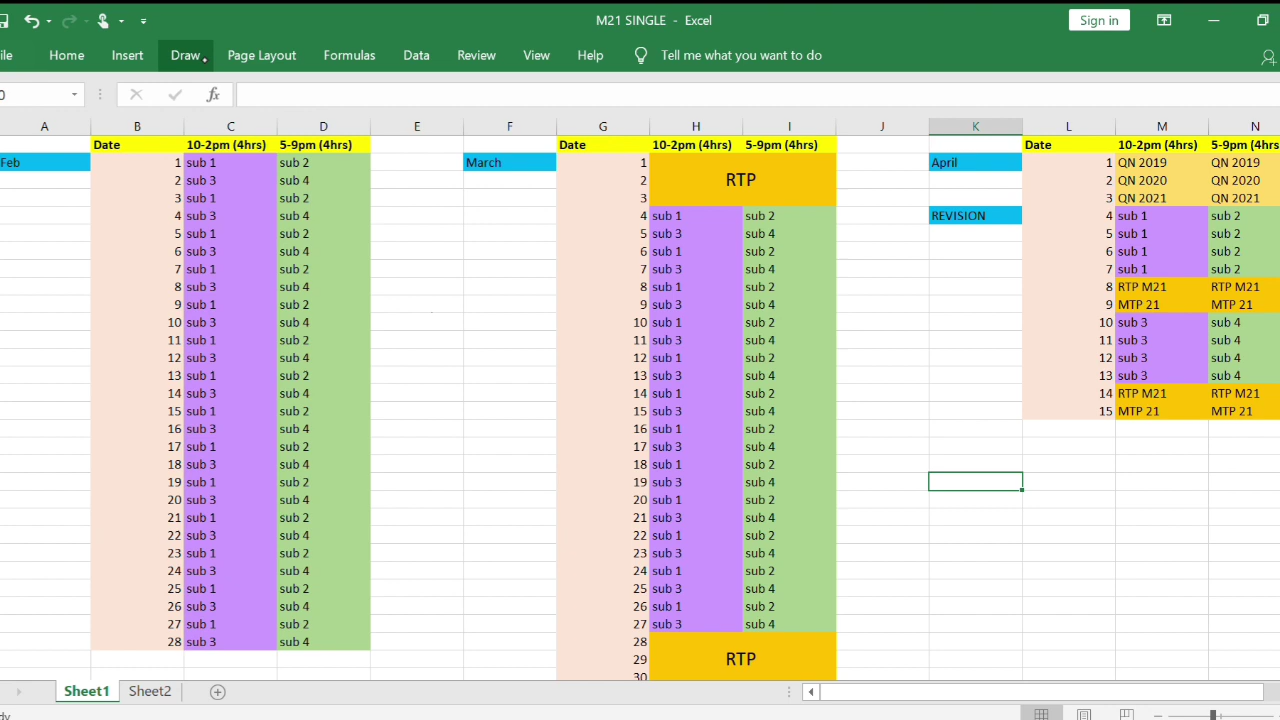 M21 SINGLE - Excel
Sign in
ile Home Insert Draw Page Layout Formulas Data Review View Help Tell me what you want to do
0 fx
A B C D E F G H I J K L M N
Date 10-2pm (4hrs) 5-9pm (4hrs) Date 10-2pm (4hrs) 5-9pm (4hrs) Date 10-2pm (4hrs) 5-9pm (4hrs
Feb 1 sub 1 sub 2 March 1 April 1 QN 2019 QN 2019
2 sub 3 sub 4 2 RTP 2 QN 2020 QN 2020
3 sub 1 sub 2 3 3 QN 2021 QN 2021
4 sub 3 sub 4 4 sub 1 sub 2 REVISION 4 sub 1 sub 2
5 sub 1 sub 2 5 sub 3 sub 4 5 sub 1 sub 2
6 sub 3 sub 4 6 sub 1 sub 2 6 sub 1 sub 2
7 sub 1 sub 2 7 sub 3 sub 4 7 sub 1 sub 2
8 sub 3 sub 4 8 sub 1 sub 2 8 RTP M21 RTP M21
9 sub 1 sub 2 9 sub 3 sub 4 9 MTP 21 MTP 21
10 sub 3 sub 4 10 sub 1 sub 2 10 sub 3 sub 4
11 sub 1 sub 2 11 sub 3 sub 4 11 sub 3 sub 4
12 sub 3 sub 4 12 sub 1 sub 2 12 sub 3 sub 4
13 sub 1 sub 2 13 sub 3 sub 4 13 sub 3 sub 4
14 sub 3 sub 4 14 sub 1 sub 2 14 RTP M21 RTP M21
15 sub 1 sub 2 15 sub 3 sub 4 15 MTP 21 MTP 21
16 sub 3 sub 4 16 sub 1 sub 2
17 sub 1 sub 2 17 sub 3 sub 4
18 sub 3 sub 4 18 sub 1 sub 2
19 sub 1 sub 2 19 sub 3 sub 4
20 sub 3 sub 4 20 sub 1 sub 2
21 sub 1 sub 2 21 sub 3 sub 4
22 sub 3 sub 4 22 sub 1 sub 2
23 sub 1 sub 2 23 sub 3 sub 4
24 sub 3 sub 4 24 sub 1 sub 2
25 sub 1 sub 2 25 sub 3 sub 4
26 sub 3 sub 4 26 sub 1 sub 2
27 sub 1 sub 2 27 sub 3 sub 4
28 sub 3 sub 4 28
29 RTP
30
Sheet1 Sheet2
dy